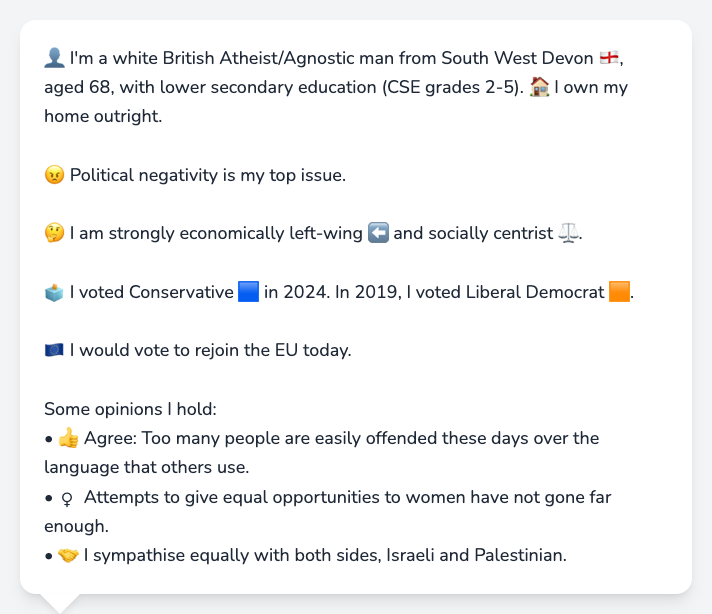 👤 I'm a white British Atheist/Agnostic man from South West Devon 🏴󠁧󠁢󠁥󠁮󠁧󠁿,
aged 68, with lower secondary education (CSE grades 2-5). 🏠 I own my
home outright.
😠 Political negativity is my top issue.
🤔 I am strongly economically left-wing ⬅️ and socially centrist ⚖️.
🗳️ I voted Conservative 🟦 in 2024. In 2019, I voted Liberal Democrat 🟧.
🇪🇺 I would vote to rejoin the EU today.
Some opinions I hold:
• 👍 Agree: Too many people are easily offended these days over the
language that others use.
• ♀ Attempts to give equal opportunities to women have not gone far
enough.
• 🤝 I sympathise equally with both sides, Israeli and Palestinian.